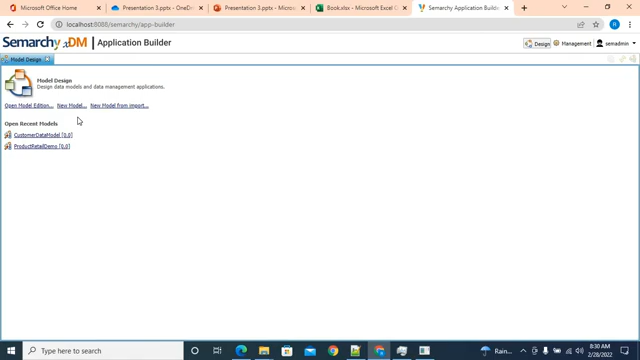 Microsoft Office Home
Presentation 3.pptx - OneDriv
Presentation 3.pptx - Microso
Book.xlsx - Microsoft Excel O
Semarchy Application Builder
localhost:8088/semarchy/app-builder
Semarchy xDM Application Builder
Design Management semadmin
Model Design
Model Design
Design data models and data management applications.
Open Model Edition... New Model... New Model from import...
Open Recent Models
CustomerDataModel [0.0]
ProductRetailDemo [0.0]
Type here to search
Rain...
8:30 AM
2/28/2022